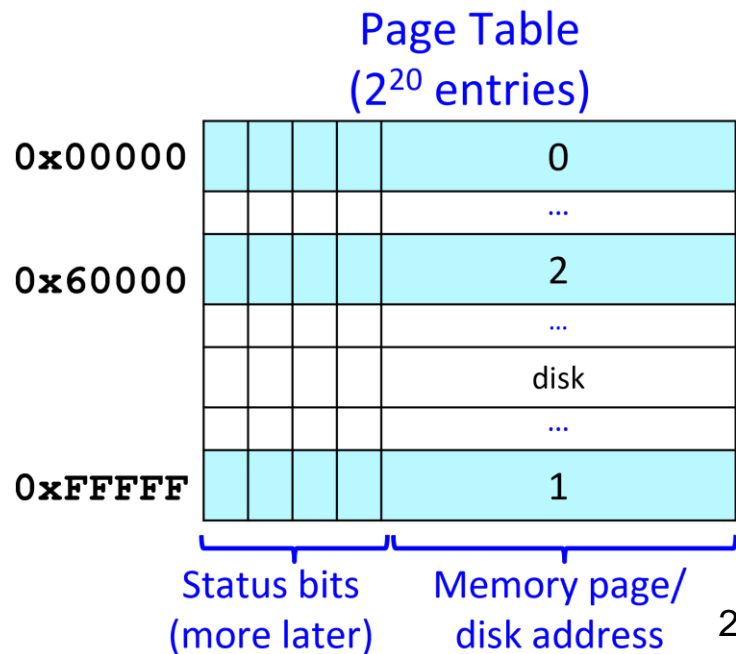 Page Table
(2²⁰ entries)
0x00000 0
...
0x60000 2
...
disk
...
0xFFFFF 1
Status bits Memory page/
(more later) disk address 2